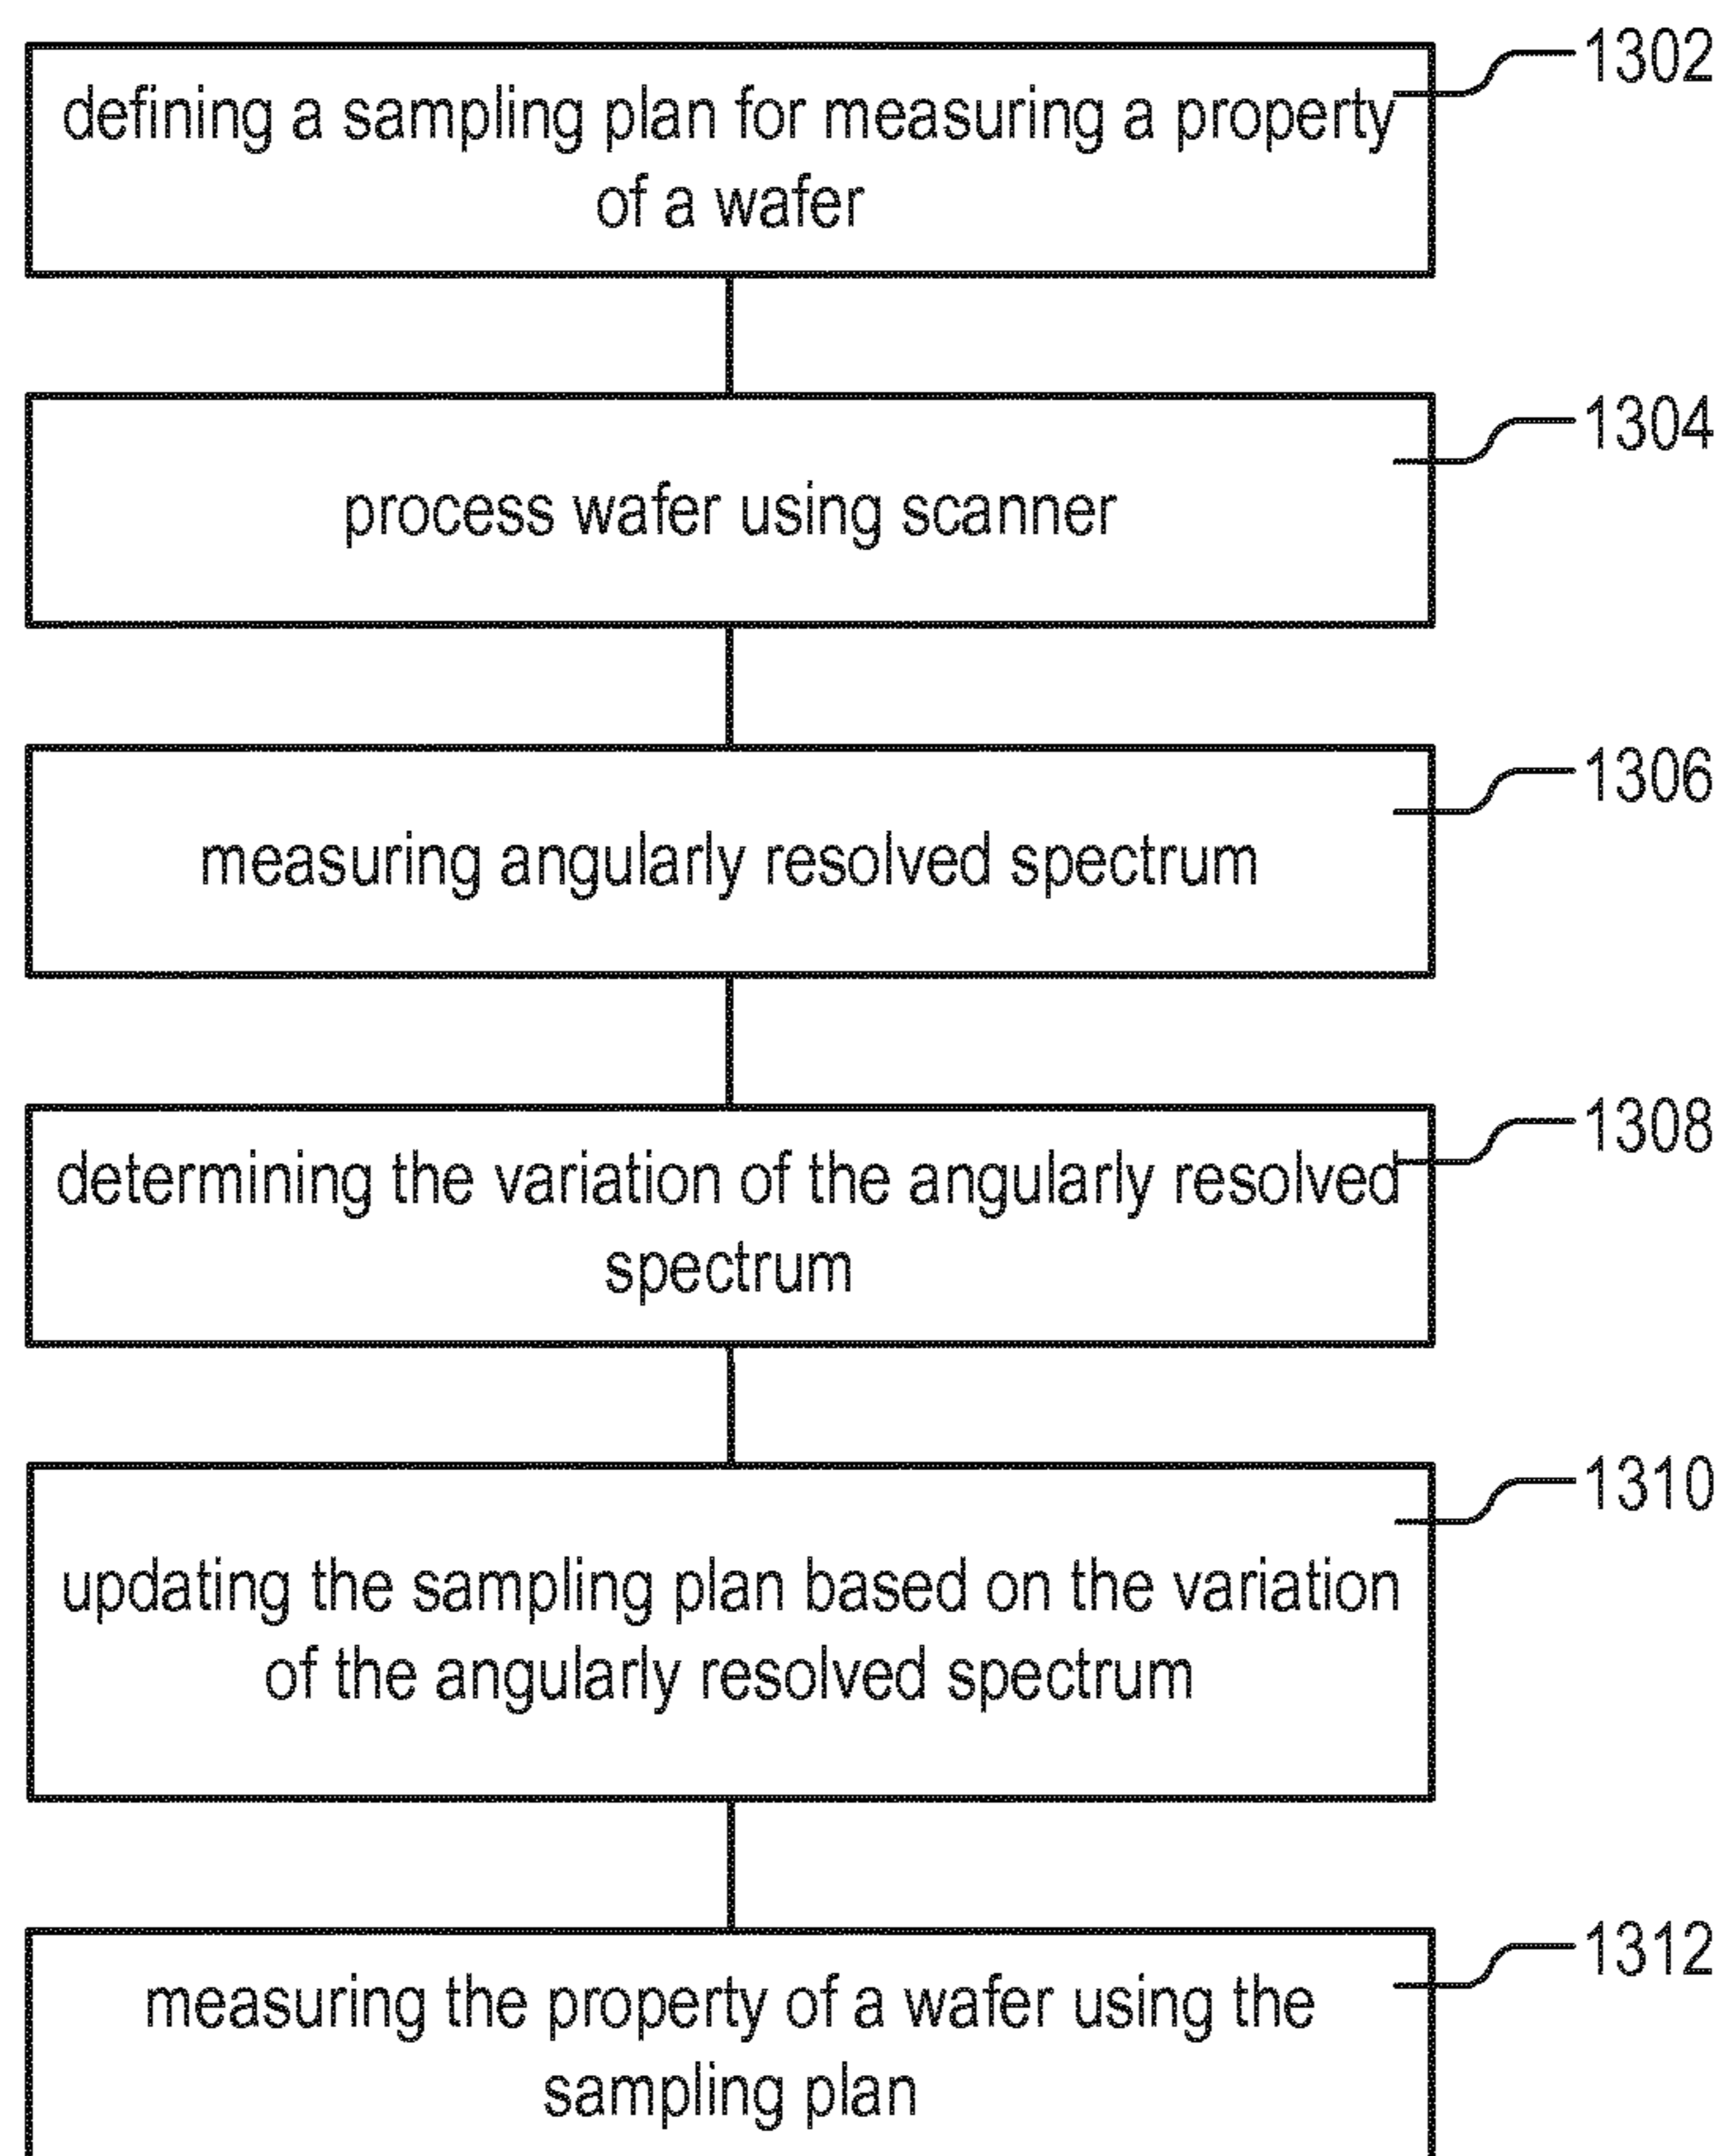 1302
defining a sampling plan for measuring a property
of a wafer
1304
process wafer using scanner
1306
measuring angularly resolved spectrum
1308
determining the variation of the angularly resolved
spectrum
1310
updating the sampling plan based on the variation
of the angularly resolved spectrum
1312
measuring the property of a wafer using the
sampling plan